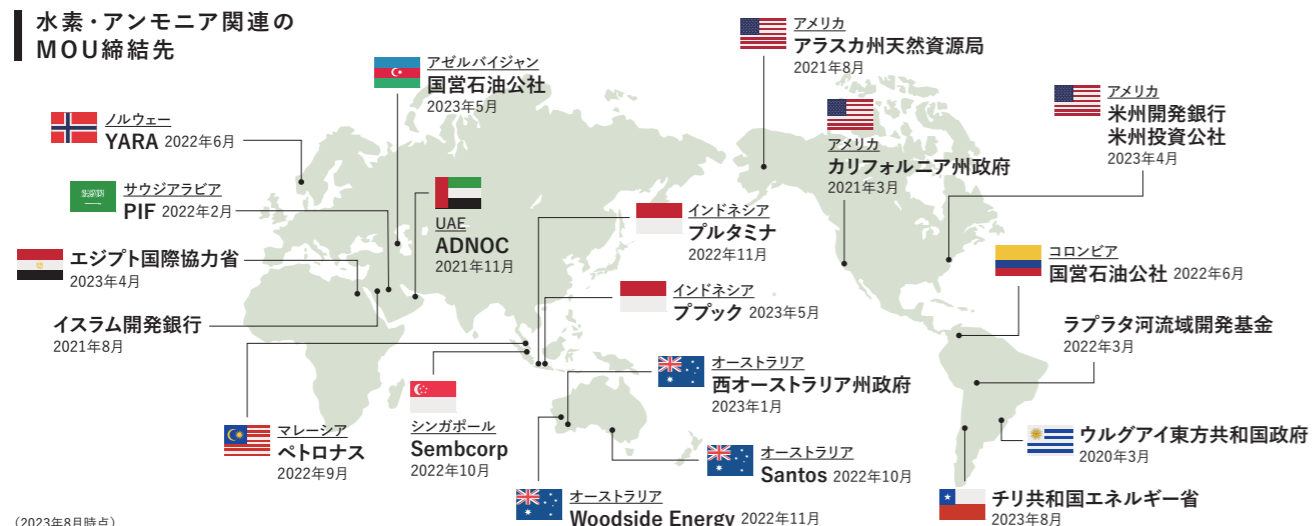 水素・アンモニア関連の
MOU締結先
アゼルバイジャン
国営石油公社
2023年5月
ノルウェー
YARA 2022年6月
サウジアラビア
PIF 2022年2月
エジプト国際協力省
2023年4月
イスラム開発銀行
2021年8月
UAE
ADNOC
2021年11月
マレーシア
ペトロナス
2022年9月
シンガポール
Sembcorp
2022年10月
インドネシア
プルタミナ
2022年11月
インドネシア
ププック 2023年5月
オーストラリア
西オーストラリア州政府
2023年1月
オーストラリア
Santos 2022年10月
オーストラリア
Woodside Energy 2022年11月
アメリカ
アラスカ州天然資源局
2021年8月
アメリカ
カリフォルニア州政府
2021年3月
アメリカ
米州開発銀行
米州投資公社
2023年4月
コロンビア
国営石油公社 2022年6月
ラプラタ河流域開発基金
2022年3月
ウルグアイ東方共和国政府
2020年3月
チリ共和国エネルギー省
2023年8月
(2023年8月時点)